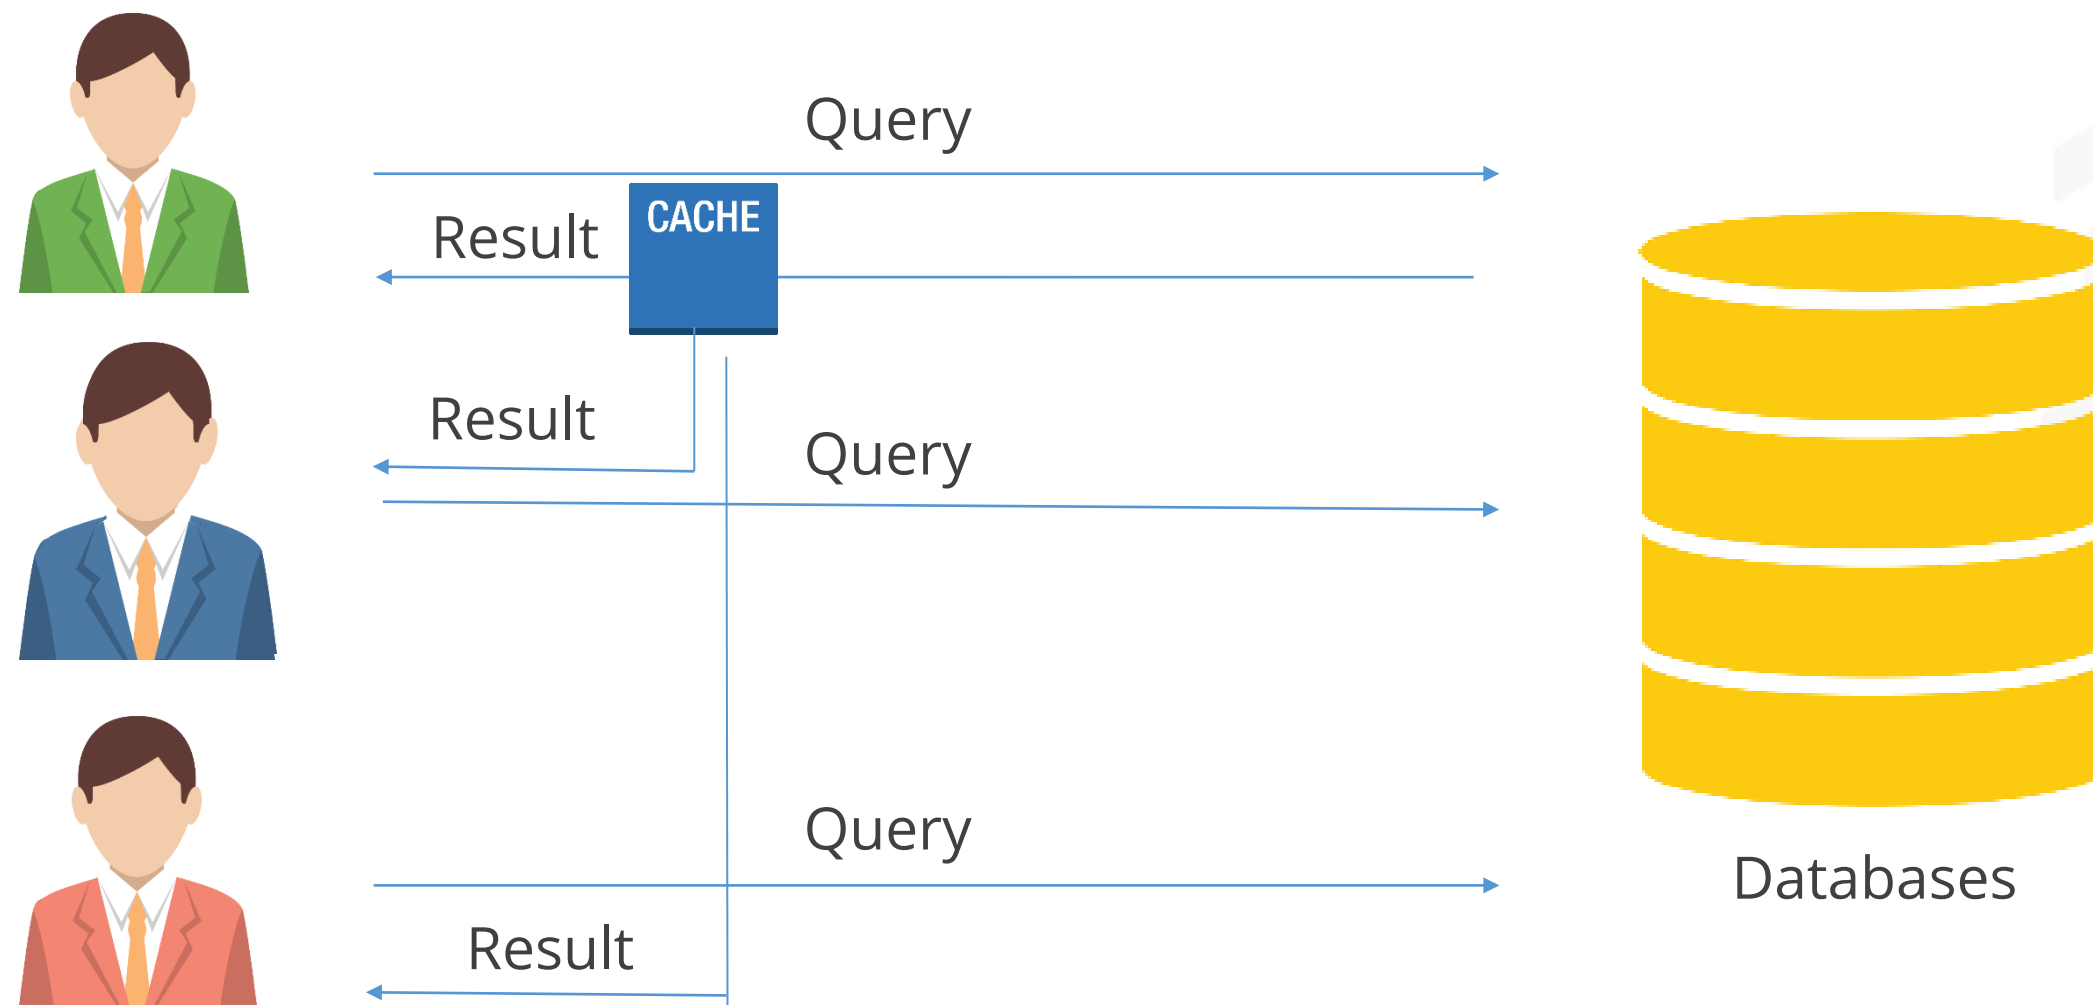 Query
CACHE
Result
Result
Query
Query
Databases
Result